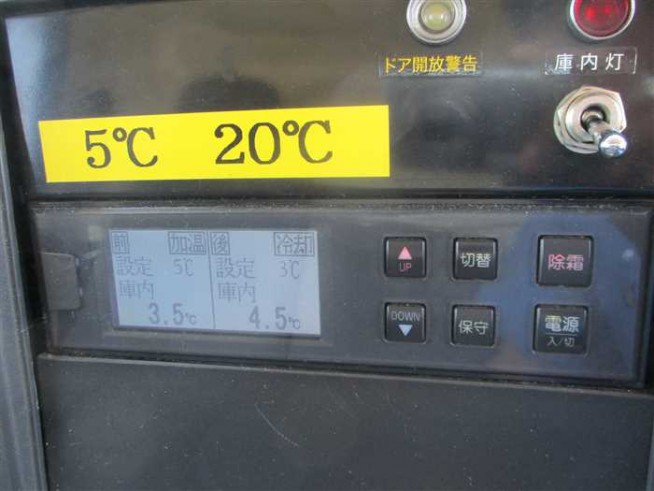 ドア開放警告 庫内灯
5℃ 20℃
前 加温 後 冷却
設定 5℃ 設定 3℃
庫内 庫内
3.5℃ 4.5℃
UP 切替 除霜
DOWN 保守 電源
入/切